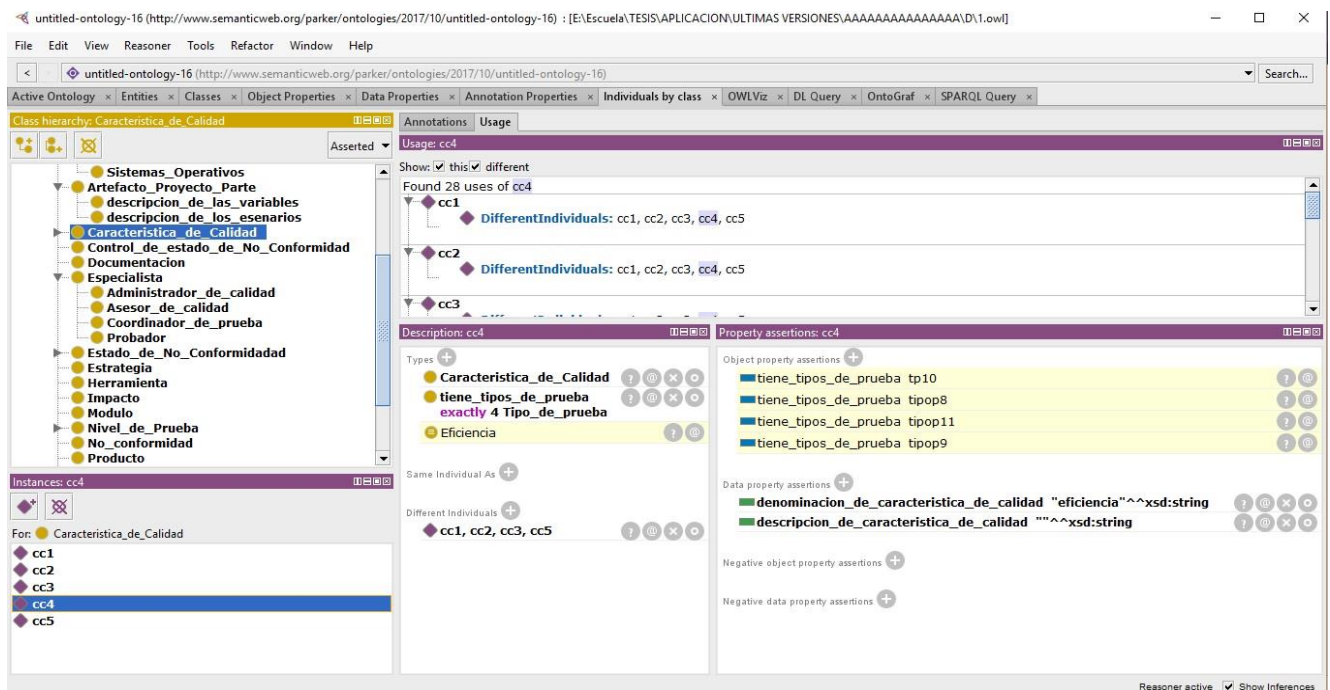 untitled-ontology-16 (http://www.semanticweb.org/parker/ontologies/2017/10/untitled-ontology-16) : [E:\Escuela\TESIS\APLICACION\ULTIMAS VERSIONES\AAAAAAAAAAAAAAA\D\1.owl]
File Edit View Reasoner Tools Refactor Window Help
untitled-ontology-16 (http://www.semanticweb.org/parker/ontologies/2017/10/untitled-ontology-16)
Search...
Active Ontology × Entities × Classes × Object Properties × Data Properties × Annotation Properties × Individuals by class × OWLViz × DL Query × OntoGraf × SPARQL Query ×
Class hierarchy: Caracteristica_de_Calidad
Asserted
Sistemas_Operativos
Artefacto_Proyecto_Parte
descripcion_de_las_variables
descripcion_de_los_esenarios
Caracteristica_de_Calidad
Control_de_estado_de_No_Conformidad
Documentacion
Especialista
Administrador_de_calidad
Asesor_de_calidad
Coordinador_de_prueba
Probador
Estado_de_No_Conformidadad
Estrategia
Herramienta
Impacto
Modulo
Nivel_de_Prueba
No_conformidad
Producto
Instances: cc4
For: Caracteristica_de_Calidad
cc1
cc2
cc3
cc4
cc5
Annotations Usage
Usage: cc4
Show: this different
Found 28 uses of cc4
cc1
DifferentIndividuals: cc1, cc2, cc3, cc4, cc5
cc2
DifferentIndividuals: cc1, cc2, cc3, cc4, cc5
cc3
Description: cc4
Types
Caracteristica_de_Calidad
tiene_tipos_de_prueba
exactly 4 Tipo_de_prueba
Eficiencia
Same Individual As
Different Individuals
cc1, cc2, cc3, cc5
Property assertions: cc4
Object property assertions
tiene_tipos_de_prueba tp10
tiene_tipos_de_prueba tipop8
tiene_tipos_de_prueba tipop11
tiene_tipos_de_prueba tipop9
Data property assertions
denominacion_de_caracteristica_de_calidad "eficiencia"^^xsd:string
descripcion_de_caracteristica_de_calidad ""^^xsd:string
Negative object property assertions
Negative data property assertions
Reasoner active Show Inferences